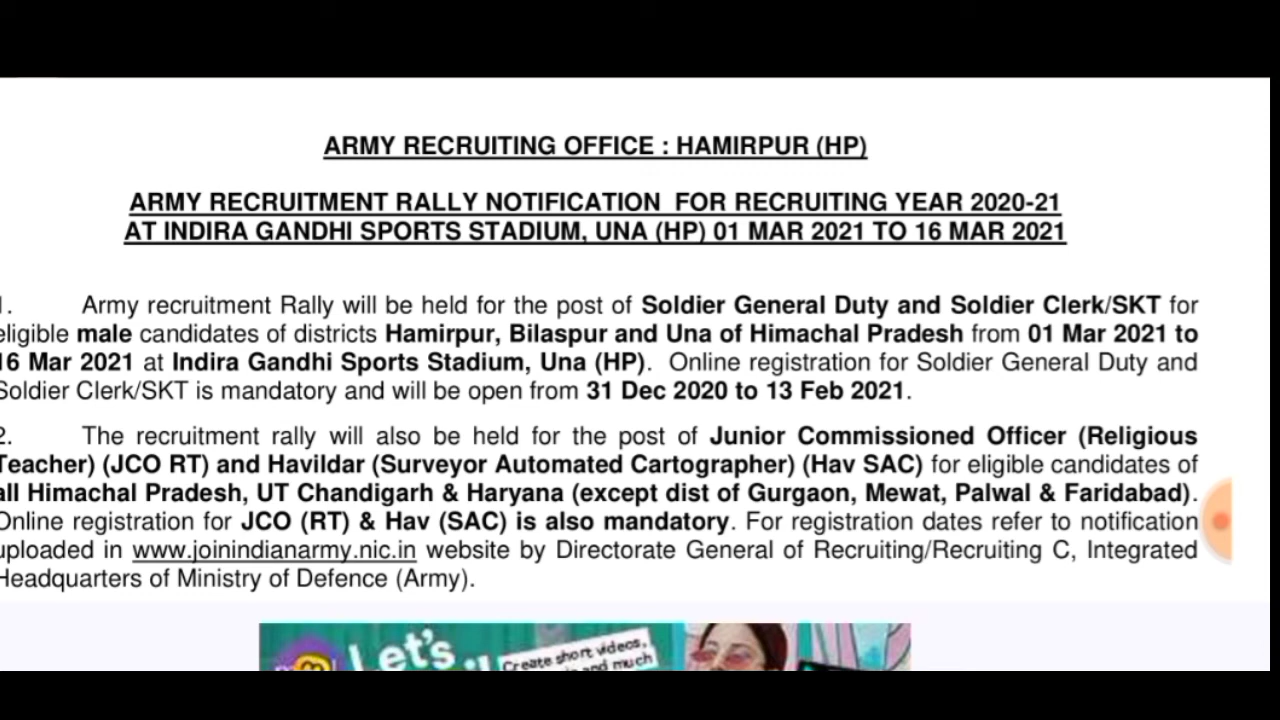 ARMY RECRUITING OFFICE : HAMIRPUR (HP)
ARMY RECRUITMENT RALLY NOTIFICATION FOR RECRUITING YEAR 2020-21
AT INDIRA GANDHI SPORTS STADIUM, UNA (HP) 01 MAR 2021 TO 16 MAR 2021
1. Army recruitment Rally will be held for the post of Soldier General Duty and Soldier Clerk/SKT for
eligible male candidates of districts Hamirpur, Bilaspur and Una of Himachal Pradesh from 01 Mar 2021 to
16 Mar 2021 at Indira Gandhi Sports Stadium, Una (HP). Online registration for Soldier General Duty and
Soldier Clerk/SKT is mandatory and will be open from 31 Dec 2020 to 13 Feb 2021.
2. The recruitment rally will also be held for the post of Junior Commissioned Officer (Religious
Teacher) (JCO RT) and Havildar (Surveyor Automated Cartographer) (Hav SAC) for eligible candidates of
all Himachal Pradesh, UT Chandigarh & Haryana (except dist of Gurgaon, Mewat, Palwal & Faridabad).
Online registration for JCO (RT) & Hav (SAC) is also mandatory. For registration dates refer to notification
uploaded in www.joinindianarmy.nic.in website by Directorate General of Recruiting/Recruiting C, Integrated
Headquarters of Ministry of Defence (Army).
Let's
Create short videos,
and much